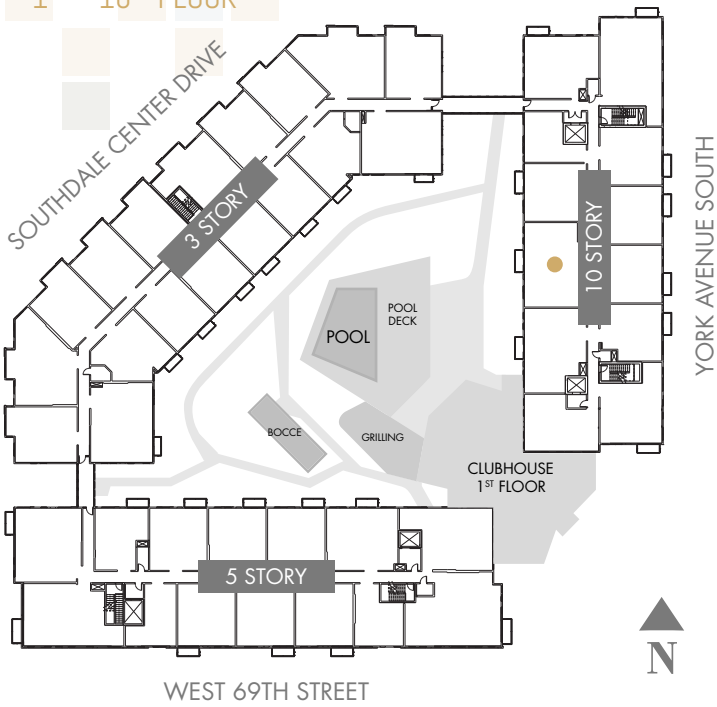 SOUTHDALE CENTER DRIVE
3 STORY
10 STORY
YORK AVENUE SOUTH
POOL
DECK
POOL
BOCCE
GRILLING
CLUBHOUSE
1ST FLOOR
5 STORY
N
WEST 69TH STREET